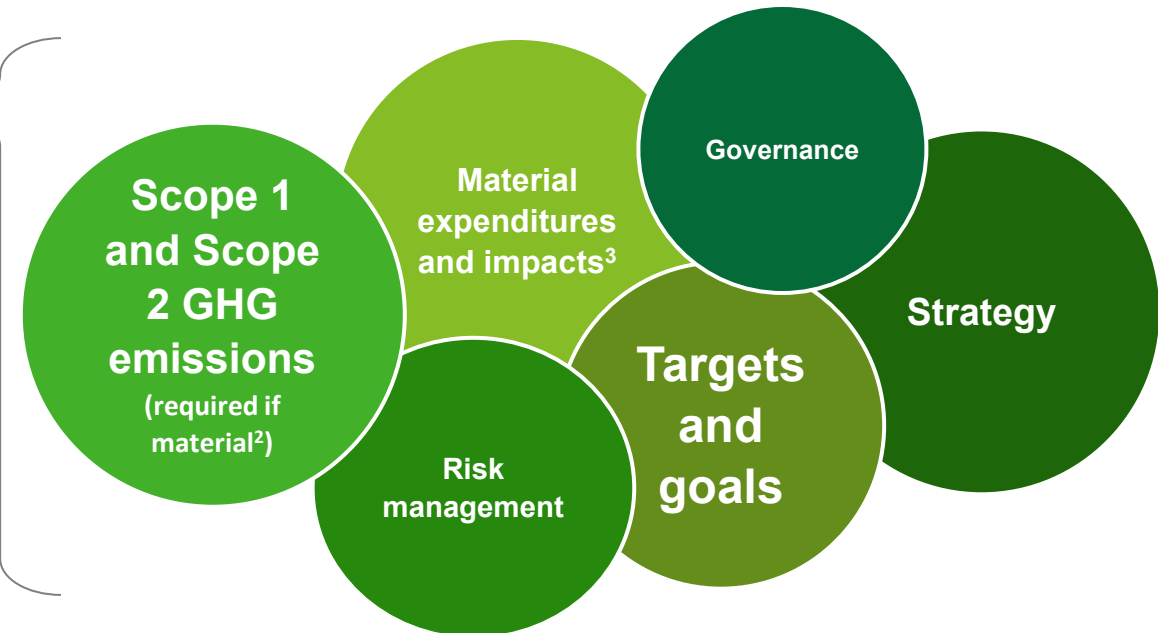 Scope 1
and Scope
2 GHG
emissions
(required if
material²)
Material
expenditures
and impacts³
Governance
Strategy
Targets
and
goals
Risk
management